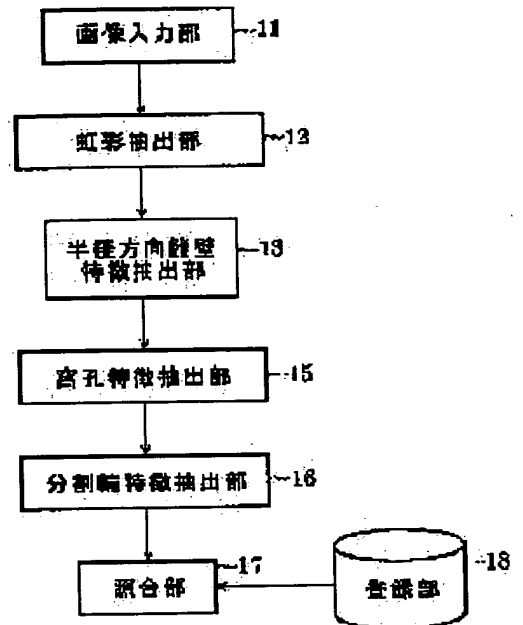 画像入力部 ~11
虹彩抽出部 ~12
半径方向
特徴抽出部 ~13
窩孔特徴抽出部 ~15
分割輪特徴抽出部 ~16
照合部 17
登録部 ~18